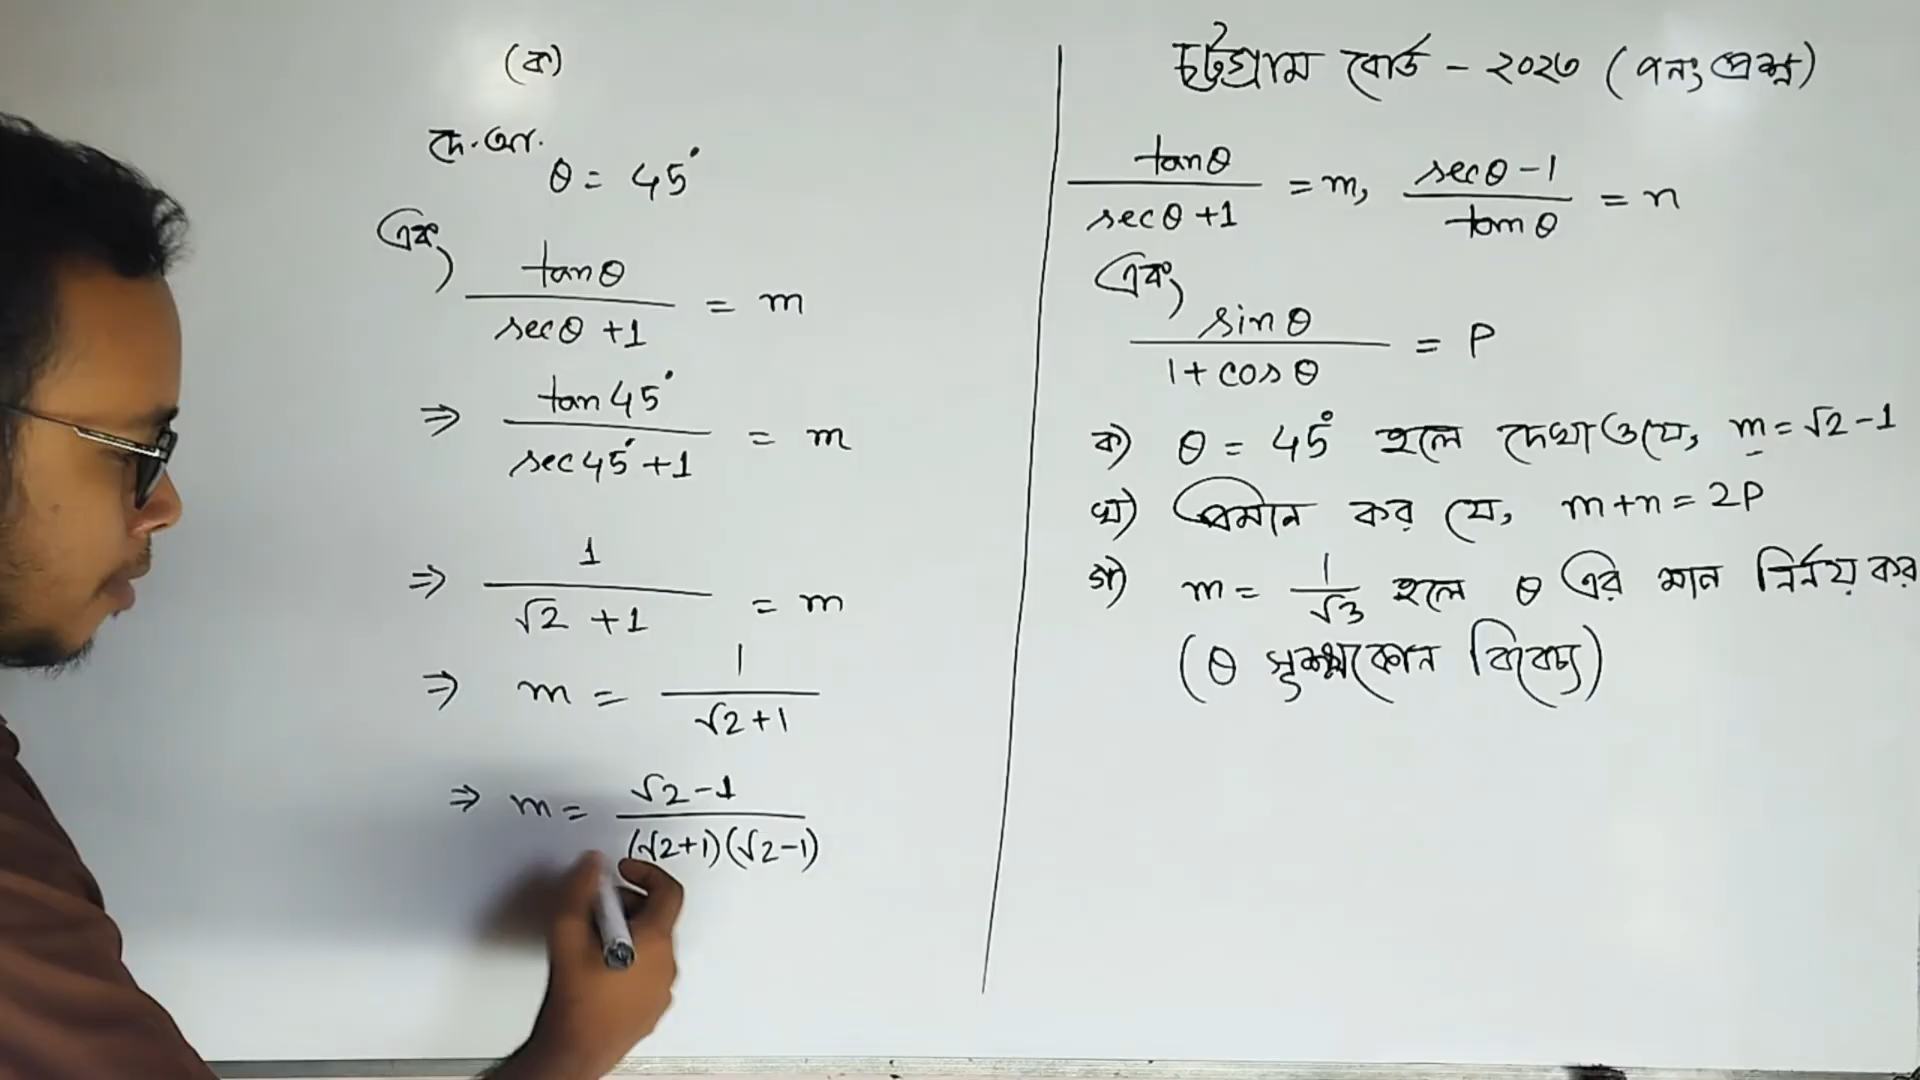 (ক)
দে.আ.
θ = 45°
এবং,
tanθ / secθ +1 = m
⇒ tan45° / sec45°+1 = m
⇒ 1 / √2 +1 = m
⇒ m = 1 / √2+1
⇒ m = √2-1 / (√2+1)(√2-1)
চট্টগ্রাম বোর্ড - ২০২৩ (৭নং প্রশ্ন)
tanθ / secθ+1 = m, secθ-1 / tanθ = n
এবং,
sinθ / 1+cosθ = P
ক) θ = 45° হলে দেখাও যে, m = √2-1
খ) প্রমান কর যে, m+n = 2P
গ) m = 1/√3 হলে θ এর মান নির্নয় কর
(θ সুক্ষ্মকোন বিবেচ্য)